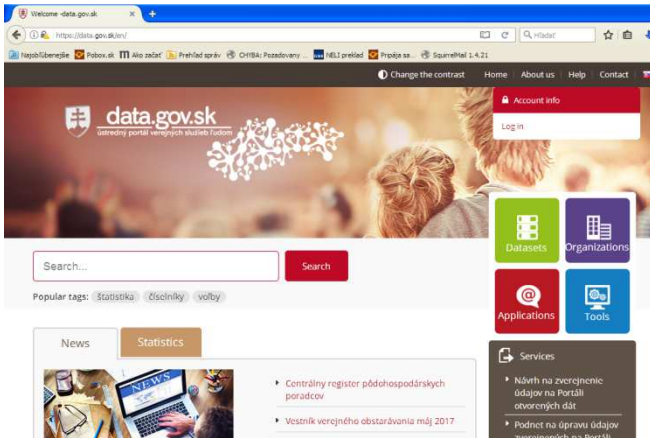 Welcome -data.gov.sk
https://data.gov.sk/en/
Hľadať
Najobľúbenejšie Pobox.sk Ako začať Prehľad správ CHYBA: Pozedovany ... NELI preklad Pripája sa... SquirrelMail 1.4.21
Change the contrast Home About us Help Contact
Account info
Log in
data.gov.sk
ústredný portál verejných služieb ľuďom
Datasets Organizations
Search... Search
Popular tags: štatistika číselníky voľby
Applications Tools
News Statistics
Services
NEWS
Centrálny register pôdohospodárskych
poradcov
Vestník verejného obstarávania máj 2017
Návrh na zverejnenie
údajov na Portáli
otvorených dát
Podnet na úpravu údajov
zverejnených na Portáli